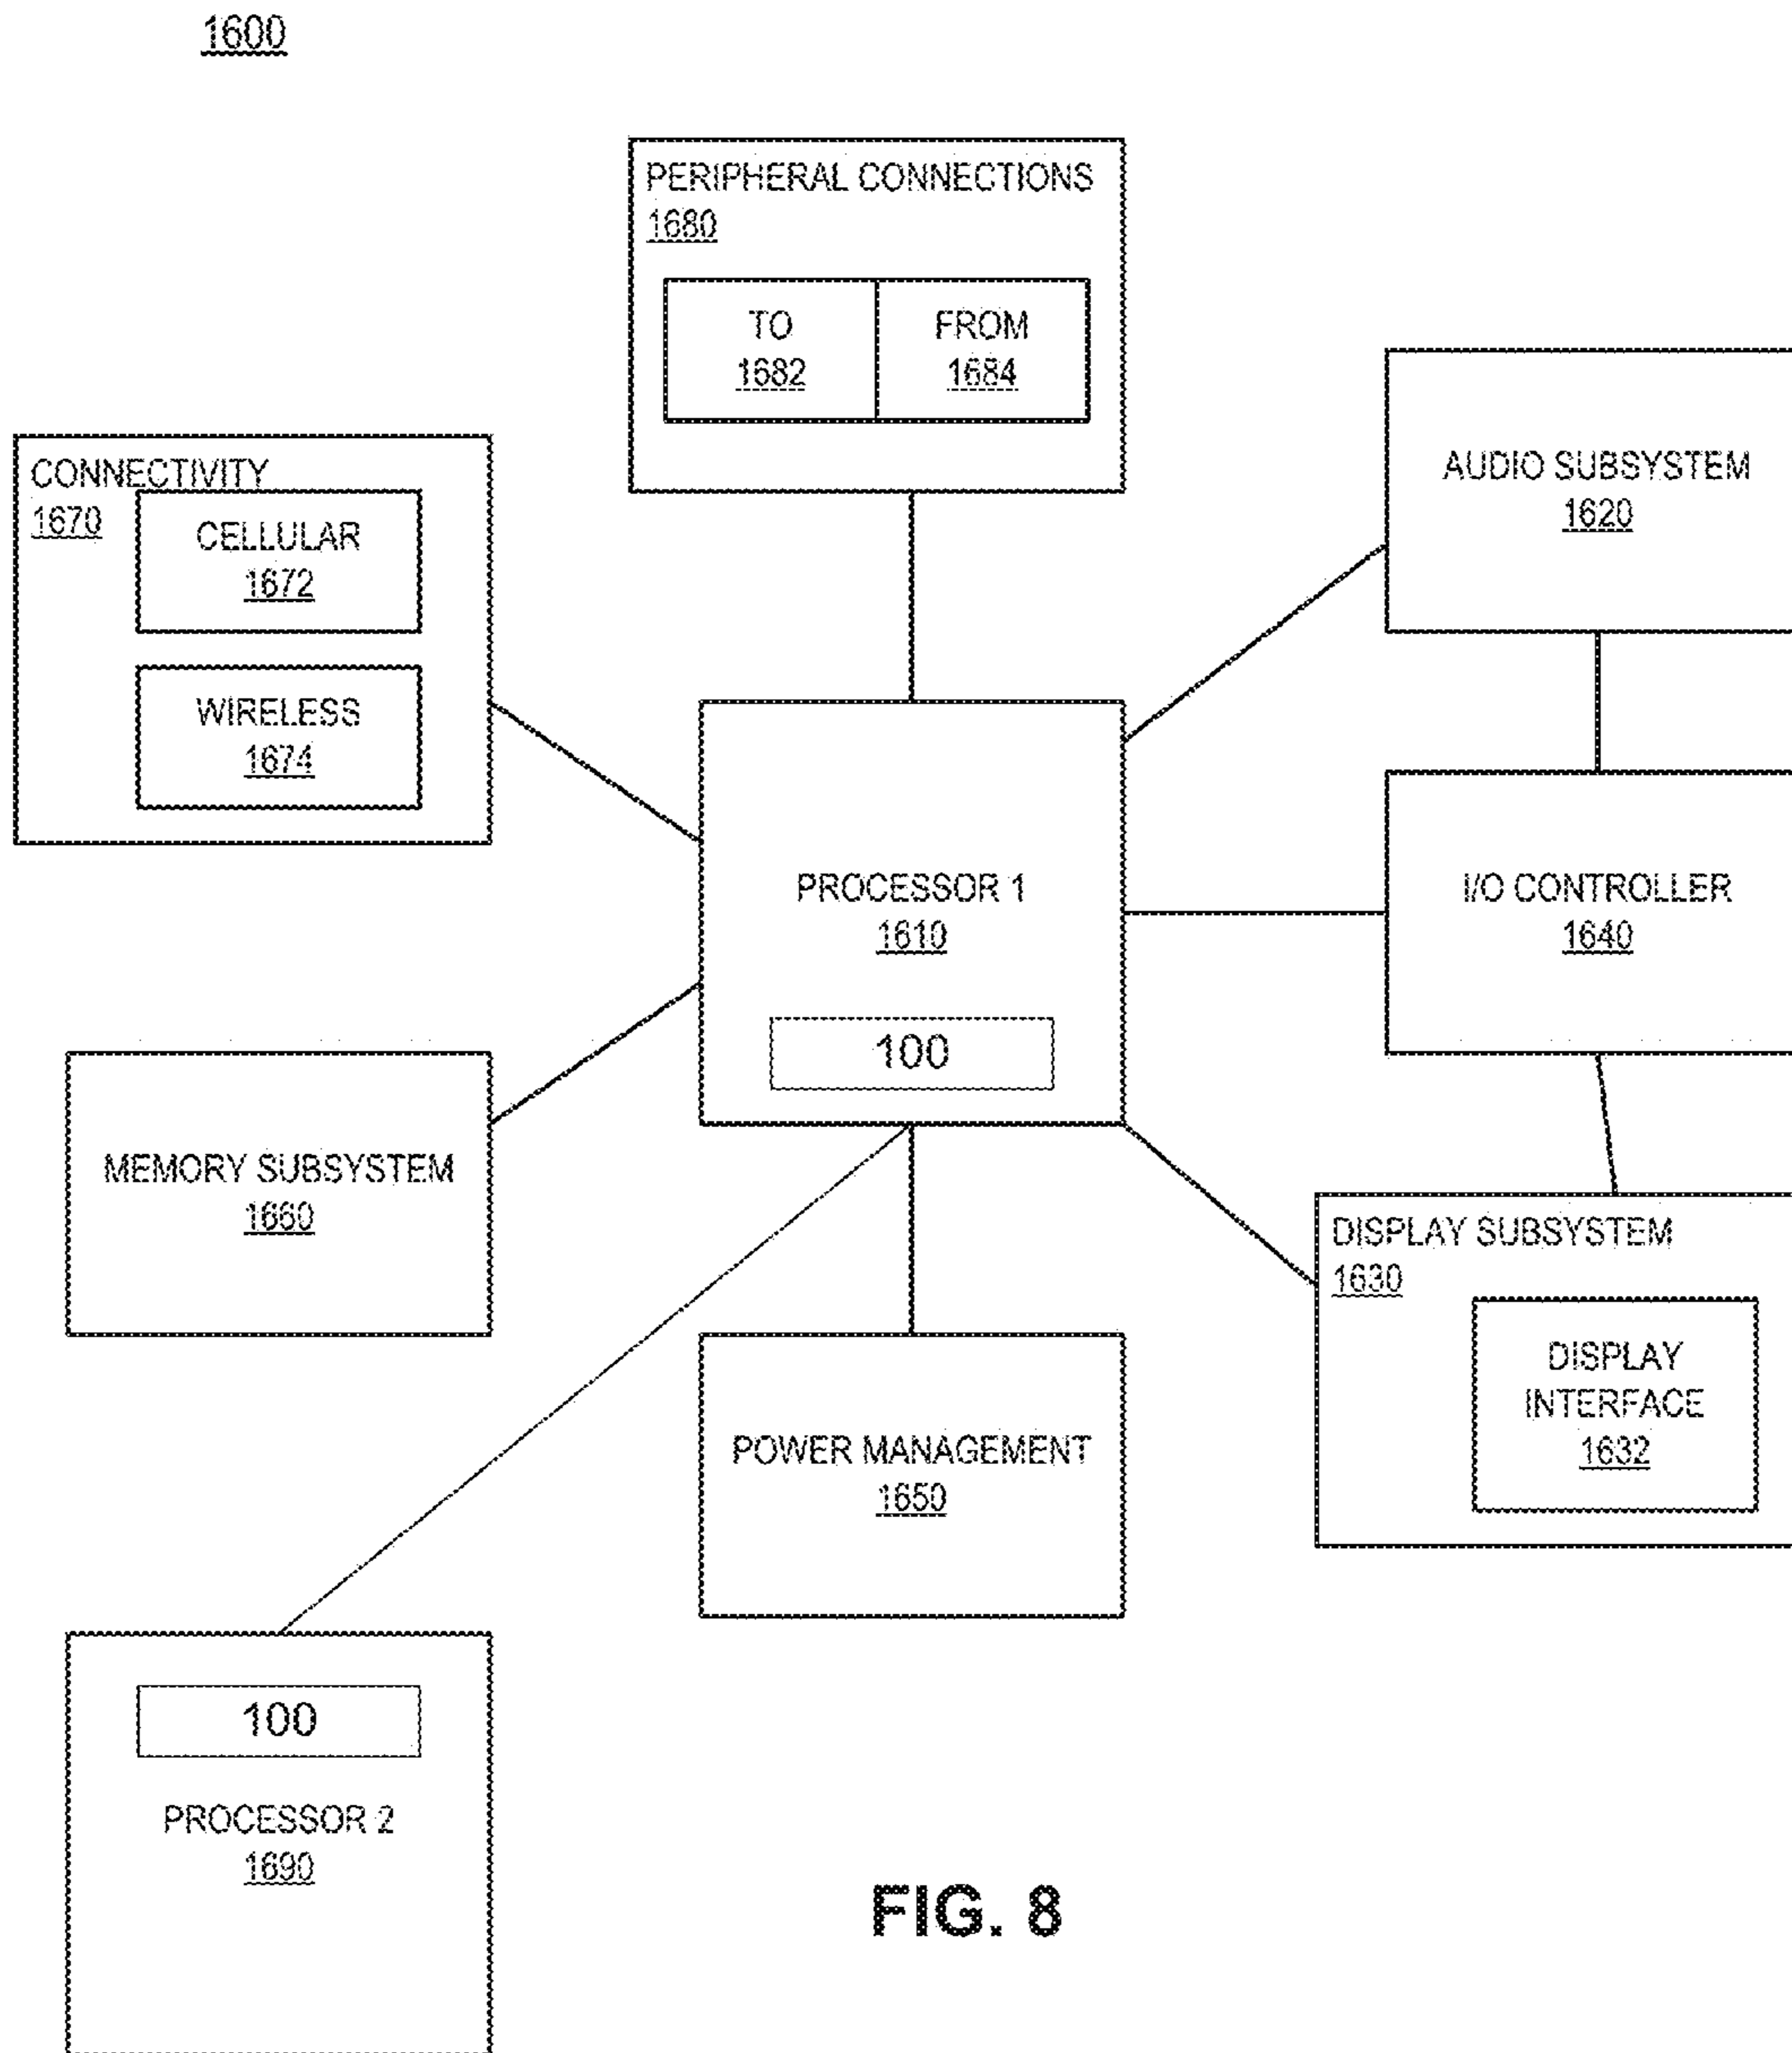 1600
PERIPHERAL CONNECTIONS
1680
TO
1682
FROM
1684
AUDIO SUBSYSTEM
1620
CONNECTIVITY
1670
CELLULAR
1672
WIRELESS
1674
PROCESSOR 1
1610
100
I/O CONTROLLER
1640
MEMORY SUBSYSTEM
1660
DISPLAY SUBSYSTEM
1630
DISPLAY
INTERFACE
1632
POWER MANAGEMENT
1650
100
PROCESSOR 2
1690
FIG. 8